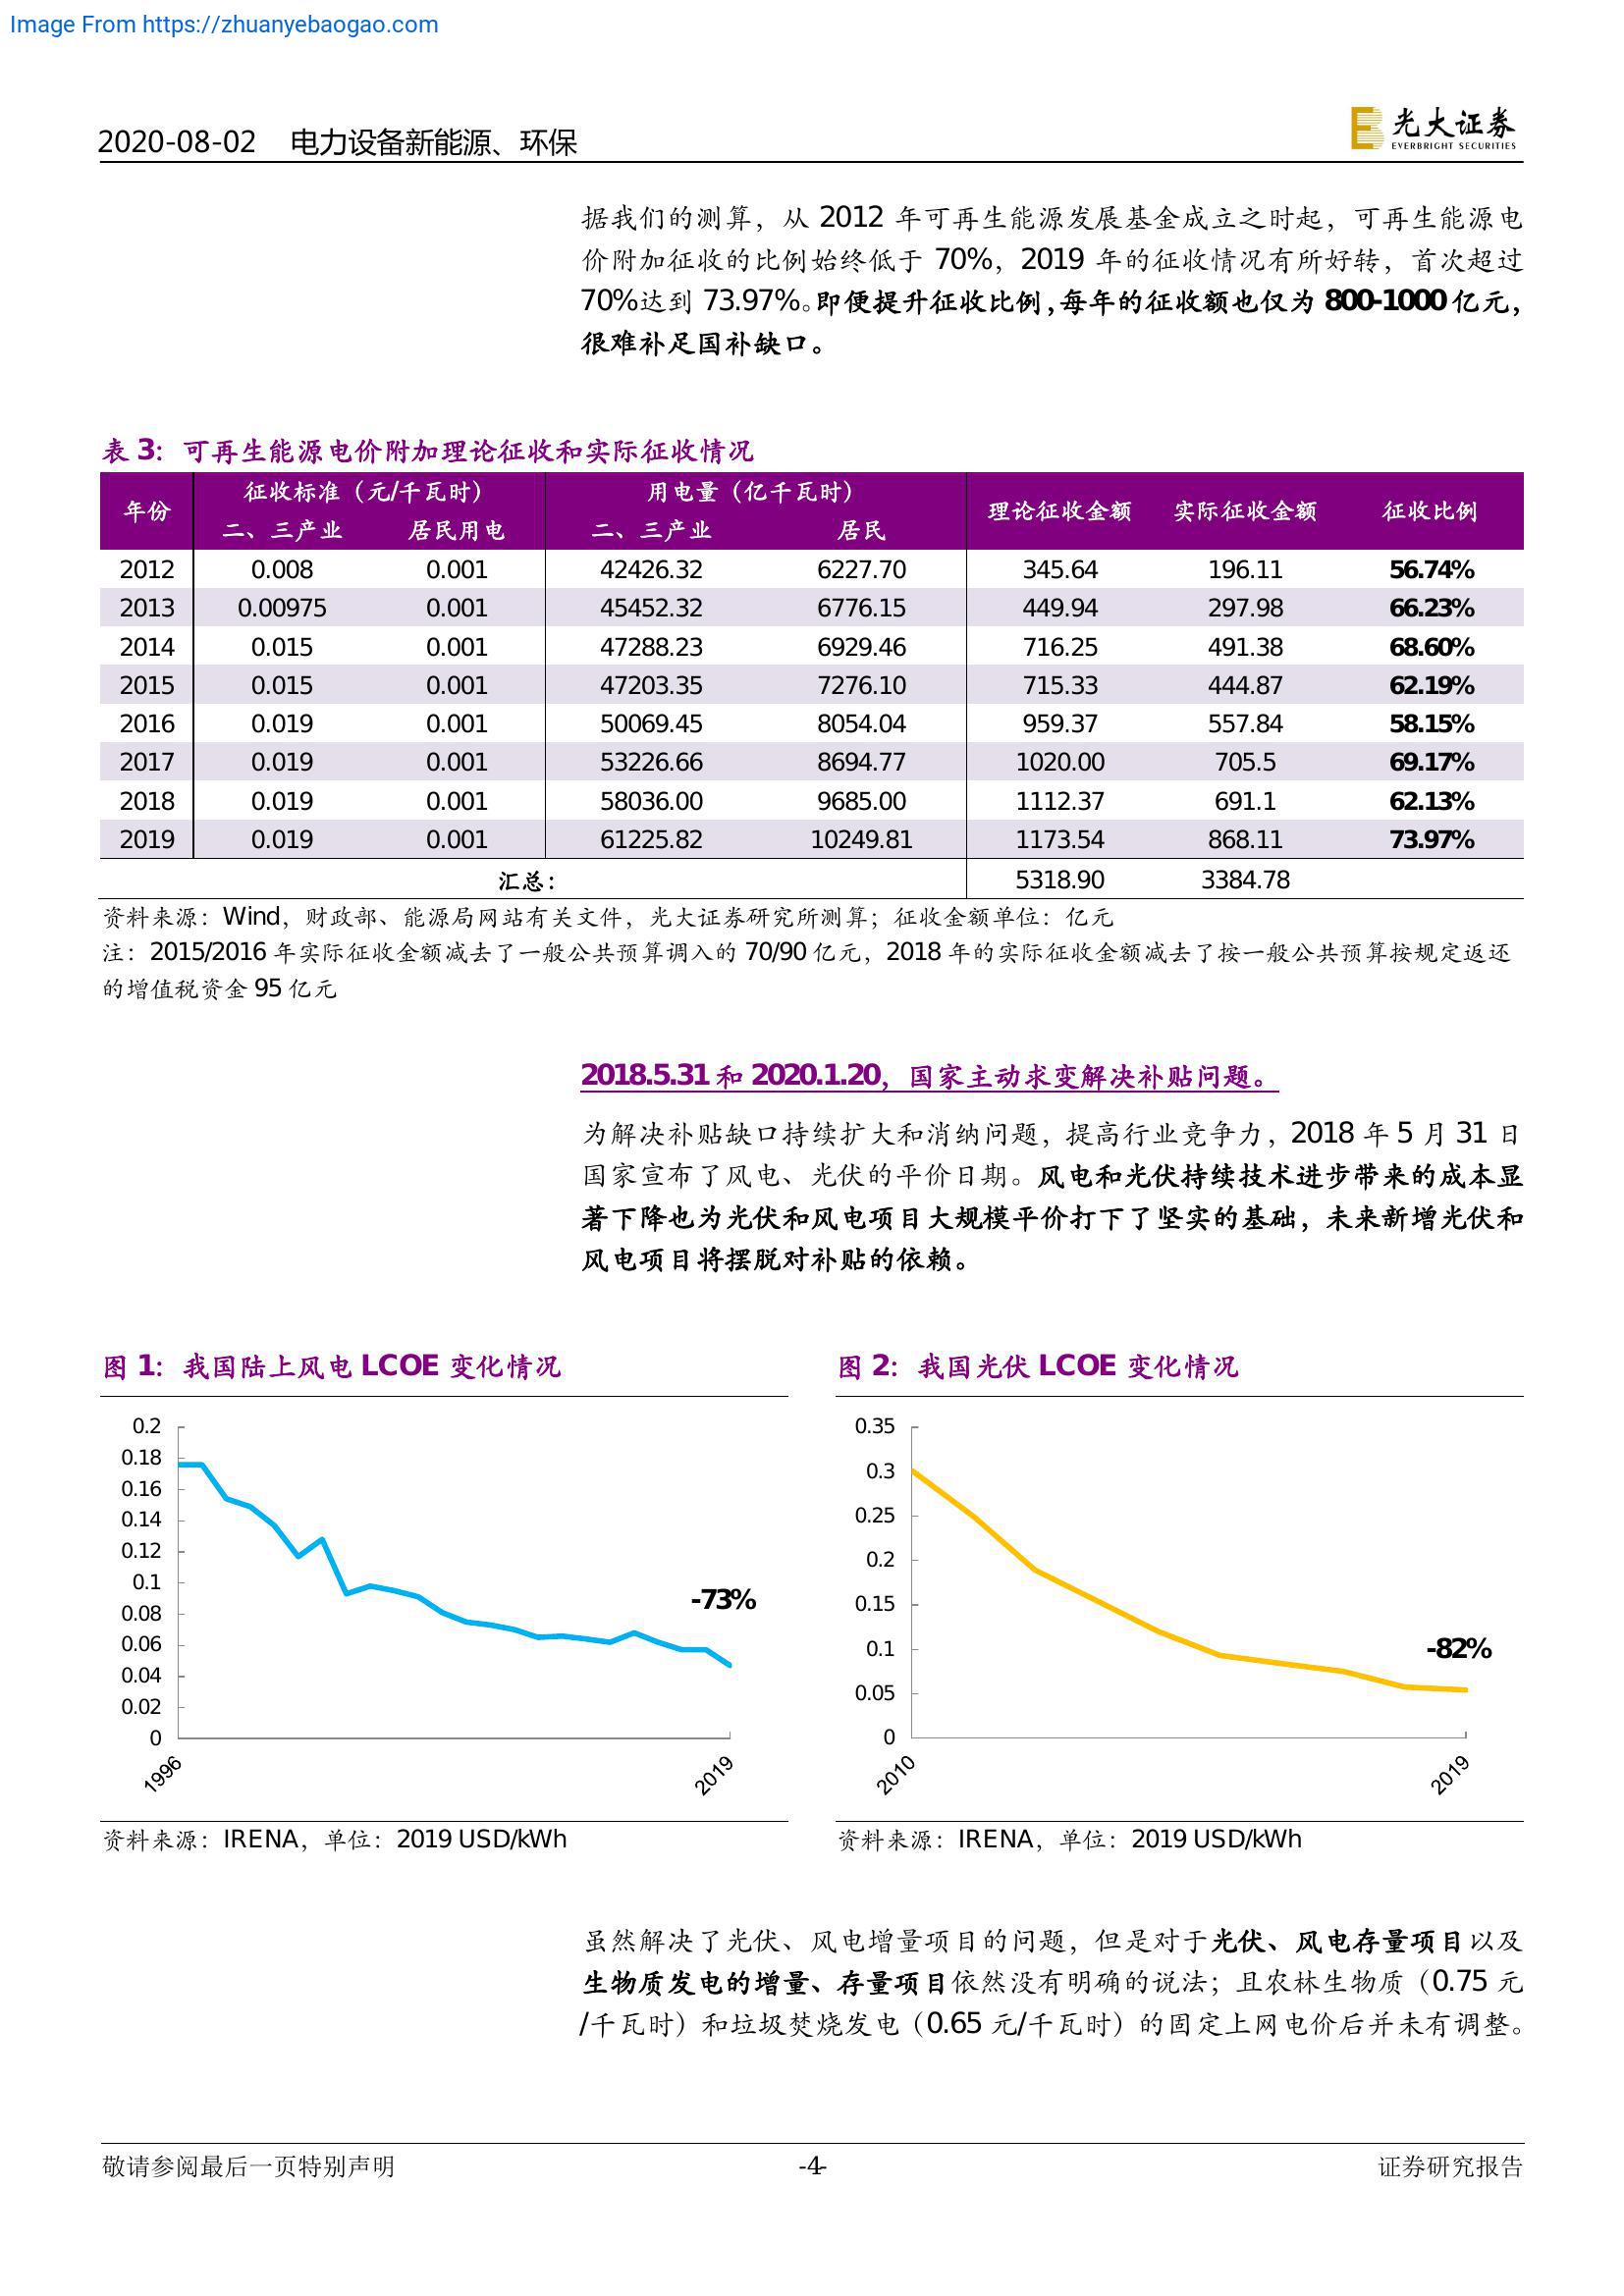 Image From https://zhuanyebaogao.com
2020-08-02 电力设备新能源、环保
光大证券
EVERBRIGHT SECURITIES
据我们的测算，从 2012 年可再生能源发展基金成立之时起，可再生能源电
价附加征收的比例始终低于 70%，2019 年的征收情况有所好转，首次超过
70%达到 73.97%。即便提升征收比例，每年的征收额也仅为 800-1000 亿元，
很难补足国补缺口。
表 3：可再生能源电价附加理论征收和实际征收情况
年份 征收标准（元/千瓦时） 用电量（亿千瓦时） 理论征收金额 实际征收金额 征收比例
二、三产业 居民用电 二、三产业 居民
2012 0.008 0.001 42426.32 6227.70 345.64 196.11 56.74%
2013 0.00975 0.001 45452.32 6776.15 449.94 297.98 66.23%
2014 0.015 0.001 47288.23 6929.46 716.25 491.38 68.60%
2015 0.015 0.001 47203.35 7276.10 715.33 444.87 62.19%
2016 0.019 0.001 50069.45 8054.04 959.37 557.84 58.15%
2017 0.019 0.001 53226.66 8694.77 1020.00 705.5 69.17%
2018 0.019 0.001 58036.00 9685.00 1112.37 691.1 62.13%
2019 0.019 0.001 61225.82 10249.81 1173.54 868.11 73.97%
汇总： 5318.90 3384.78
资料来源：Wind，财政部、能源局网站有关文件，光大证券研究所测算；征收金额单位：亿元
注：2015/2016 年实际征收金额减去了一般公共预算调入的 70/90 亿元，2018 年的实际征收金额减去了按一般公共预算按规定返还
的增值税资金 95 亿元
2018.5.31 和 2020.1.20，国家主动求变解决补贴问题。
为解决补贴缺口持续扩大和消纳问题，提高行业竞争力，2018 年 5 月 31 日
国家宣布了风电、光伏的平价日期。风电和光伏持续技术进步带来的成本显
著下降也为光伏和风电项目大规模平价打下了坚实的基础，未来新增光伏和
风电项目将摆脱对补贴的依赖。
图 1：我国陆上风电 LCOE 变化情况
0.2
0.18
0.16
0.14
0.12
0.1
0.08
0.06
0.04
0.02
0
-73%
1996 2019
资料来源：IRENA，单位：2019 USD/kWh
图 2：我国光伏 LCOE 变化情况
0.35
0.3
0.25
0.2
0.15
0.1
0.05
0
-82%
2010 2019
资料来源：IRENA，单位：2019 USD/kWh
虽然解决了光伏、风电增量项目的问题，但是对于光伏、风电存量项目以及
生物质发电的增量、存量项目依然没有明确的说法；且农林生物质（0.75 元
/千瓦时）和垃圾焚烧发电（0.65 元/千瓦时）的固定上网电价后并未有调整。
敬请参阅最后一页特别声明 -4- 证券研究报告